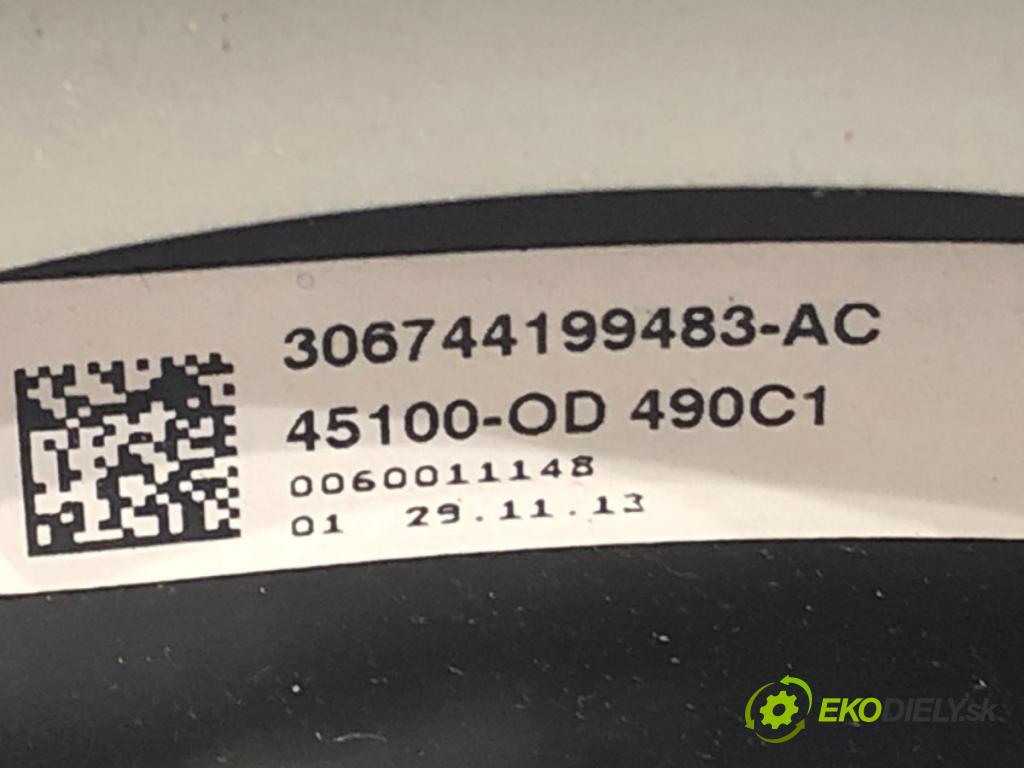 306744199483-AC
45100-OD 490C1
0060011148
01 29.11.13
EKODIELY.sk